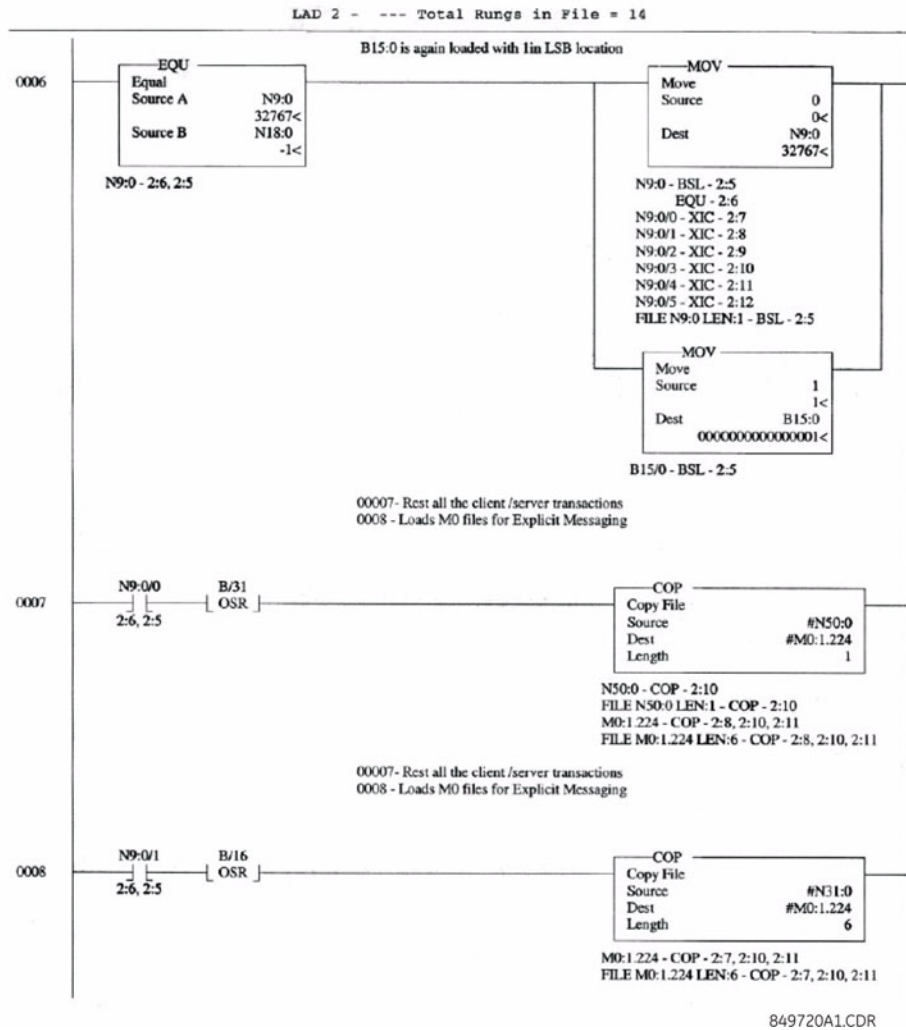 LAD 2 - --- Total Rungs in File = 14
B15:0 is again loaded with 1in LSB location
0006
EQU
Equal
Source A N9:0
32767<
Source B N18:0
-1<
N9:0 - 2:6, 2:5
MOV
Move
Source 0
0<
Dest N9:0
32767<
N9:0 - BSL - 2:5
EQU - 2:6
N9:0/0 - XIC - 2:7
N9:0/1 - XIC - 2:8
N9:0/2 - XIC - 2:9
N9:0/3 - XIC - 2:10
N9:0/4 - XIC - 2:11
N9:0/5 - XIC - 2:12
FILE N9:0 LEN:1 - BSL - 2:5
MOV
Move
Source 1
1<
Dest B15:0
0000000000000001<
B15/0 - BSL - 2:5
00007- Rest all the client /server transactions
0008 - Loads M0 files for Explicit Messaging
0007
N9:0/0
2:6, 2:5
B/31
OSR
COP
Copy File
Source #N50:0
Dest #M0:1.224
Length 1
N50:0 - COP - 2:10
FILE N50:0 LEN:1 - COP - 2:10
M0:1.224 - COP - 2:8, 2:10, 2:11
FILE M0:1.224 LEN:6 - COP - 2:8, 2:10, 2:11
00007- Rest all the client /server transactions
0008 - Loads M0 files for Explicit Messaging
0008
N9:0/1
2:6, 2:5
B/16
OSR
COP
Copy File
Source #N31:0
Dest #M0:1.224
Length 6
M0:1.224 - COP - 2:7, 2:10, 2:11
FILE M0:1.224 LEN:6 - COP - 2:7, 2:10, 2:11
849720A1.CDR